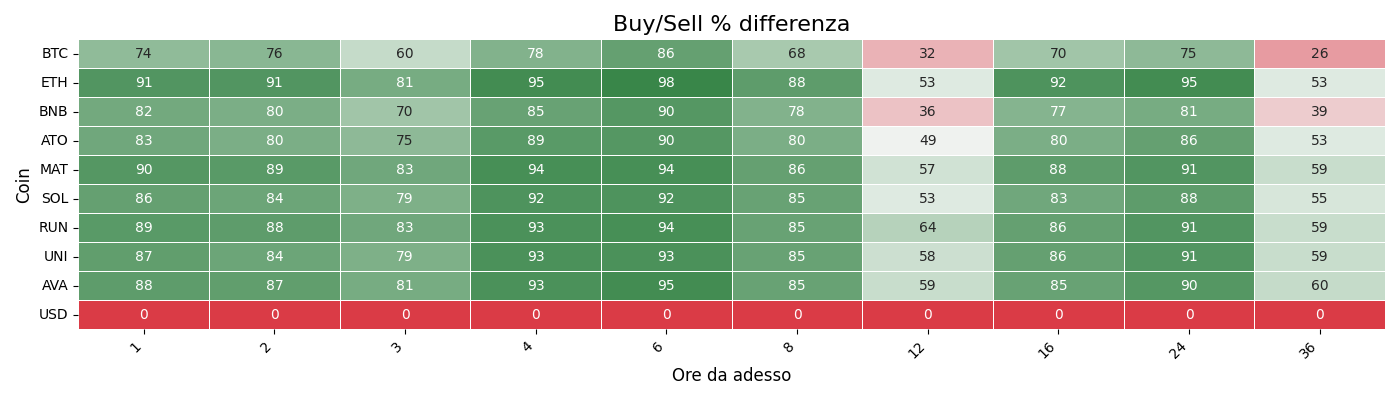 Buy/Sell % differenza
Coin
BTC 74 76 60 78 86 68 32 70 75 26
ETH 91 91 81 95 98 88 53 92 95 53
BNB 82 80 70 85 90 78 36 77 81 39
ATO 83 80 75 89 90 80 49 80 86 53
MAT 90 89 83 94 94 86 57 88 91 59
SOL 86 84 79 92 92 85 53 83 88 55
RUN 89 88 83 93 94 85 64 86 91 59
UNI 87 84 79 93 93 85 58 86 91 59
AVA 88 87 81 93 95 85 59 85 90 60
USD 0 0 0 0 0 0 0 0 0 0
1 2 3 4 6 8 12 16 24 36
Ore da adesso